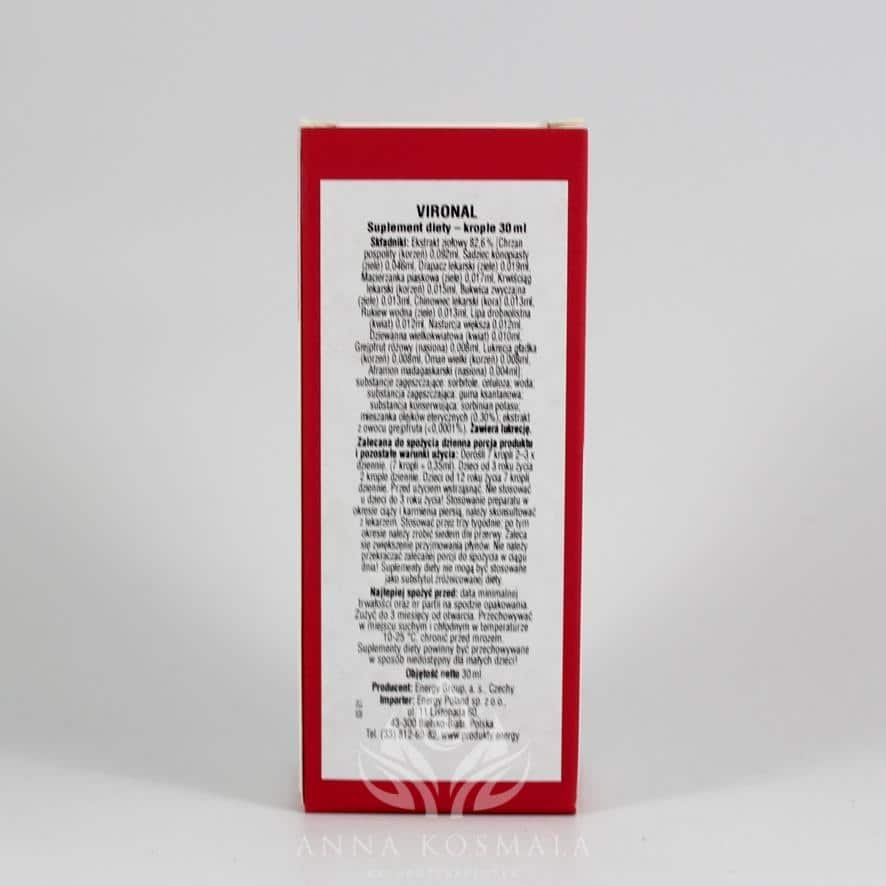 VIRONAL
Suplement diety – krople 30 ml
Składniki: Ekstrakt ziołowy 82,6 % [Chrzan
pospolity (korzeń) 0,092ml, Sadziec konopiasty
(ziele) 0,046ml, Drapacz lekarski (ziele) 0,019ml,
Macierzanka piaskowa (ziele) 0,017ml, Krwiściąg
lekarski (korzeń) 0,015ml, Bukwica zwyczajna
(ziele) 0,013ml, Chinowiec lekarski (kora) 0,013ml,
Rukiew wodna (ziele) 0,013ml, Lipa drobnolistna
(kwiat) 0,012ml, Nasturcja większa 0,012ml,
Dziewanna wielkokwiatowa (kwiat) 0,010ml,
Grejpfrut różowy (nasiona) 0,008ml, Lukrecja gładka
(korzeń) 0,008ml, Oman wielki (korzeń) 0,008ml,
Aframon madagaskarski (nasiona) 0,004ml];
substancje zagęszczające: sorbitole, celuloza; woda;
substancja zagęszczająca: guma ksantanowa;
substancja konserwująca: sorbinian potasu;
mieszanka olejków eterycznych (0,30%), ekstrakt
z owocu grejpfruta (<0,0001%). Zawiera lukrecję.
Zalecana do spożycia dzienna porcja produktu
i pozostałe warunki użycia: Dorośli 7 kropli 2–3 x
dziennie. (7 kropli = 0,35ml). Dzieci od 3 roku życia
2 krople dziennie. Dzieci od 12 roku życia 7 kropli
dziennie. Przed użyciem wstrząsnąć. Nie stosować
u dzieci do 3 roku życia! Stosowanie preparatu w
okresie ciąży i karmienia piersią, należy skonsultować
z lekarzem. Stosować przez trzy tygodnie; po tym
okresie należy zrobić siedem dni przerwy. Zaleca
się zwiększenie przyjmowania płynów. Nie należy
przekraczać zalecanej porcji do spożycia w ciągu
dnia! Suplementy diety nie mogą być stosowane
jako substytut zróżnicowanej diety.
Najlepiej spożyć przed: data minimalnej
trwałości oraz nr partii na spodzie opakowania.
Zużyć do 3 miesięcy od otwarcia. Przechowywać
w miejscu suchym i chłodnym w temperaturze
10-25 °C, chronić przed mrozem.
Suplementy diety powinny być przechowywane
w sposób niedostępny dla małych dzieci!
Objętość netto 30 ml
Producent: Energy Group, a. s., Czechy
Importer: Energy Poland sp. z o.o.,
ul. 11 Listopada 60,
43-300 Bielsko-Biała, Polska
Tel. (33) 812-60-82, www.produkty.energy
ANNA KOSMALA